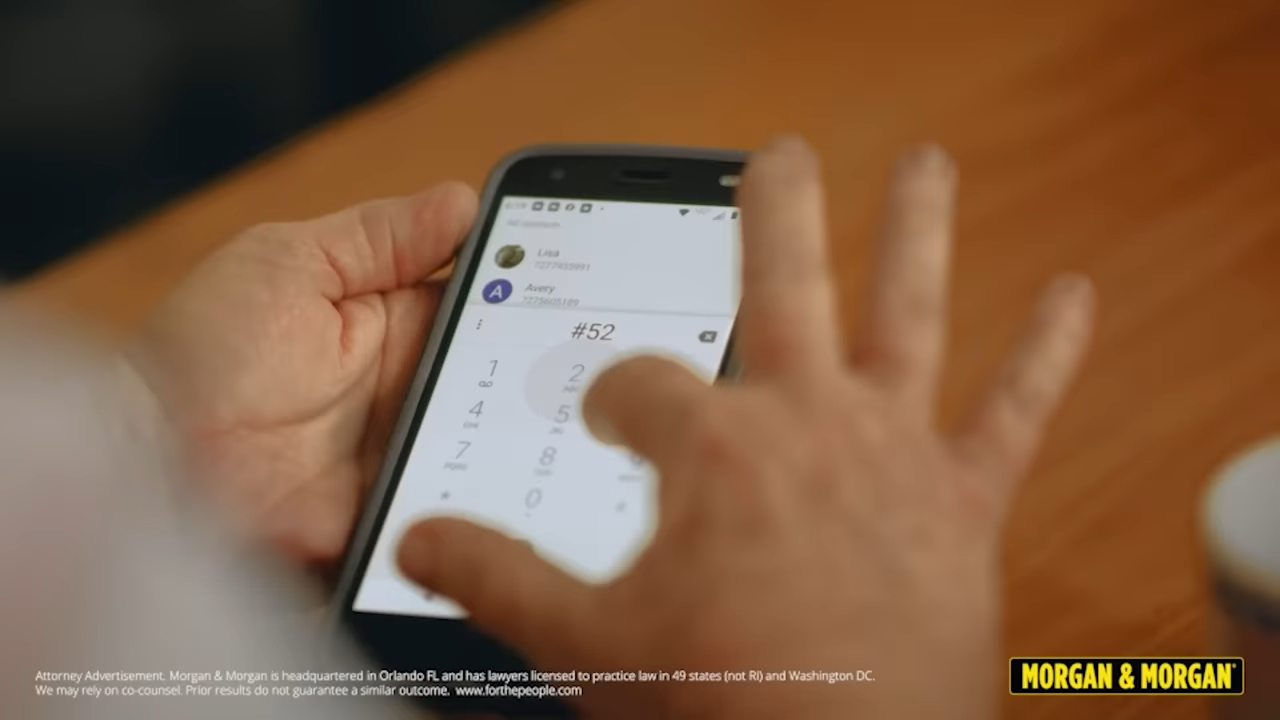 Lisa
7277938991
Avery
#52
1
2
4
5
7
8
0
Attorney Advertisement. Morgan & Morgan is headquartered in Orlando FL and has lawyers licensed to practice law in 49 states (not RI) and Washington DC.
We may rely on co-counsel. Prior results do not guarantee a similar outcome. www.forthepeople.com
MORGAN & MORGAN